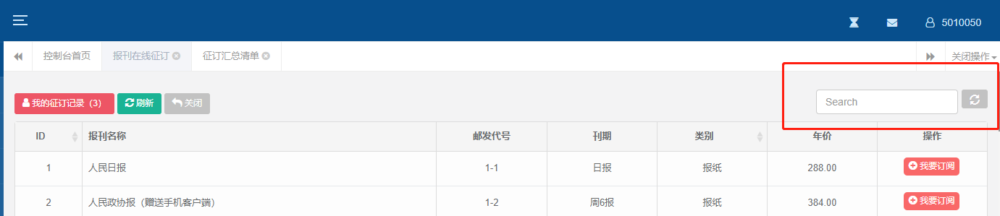 5010050
控制台首页 报刊在线征订 征订汇总清单 关闭操作
我的征订记录（3） 刷新 关闭 Search
ID 报刊名称 邮发代号 刊期 类别 年价 操作
1 人民日报 1-1 日报 报纸 288.00 我要订阅
2 人民政协报（赠送手机客户端） 1-2 周6报 报纸 384.00 我要订阅